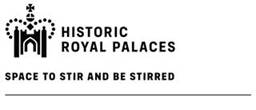 HISTORIC
ROYAL PALACES
SPACE TO STIR AND BE STIRRED